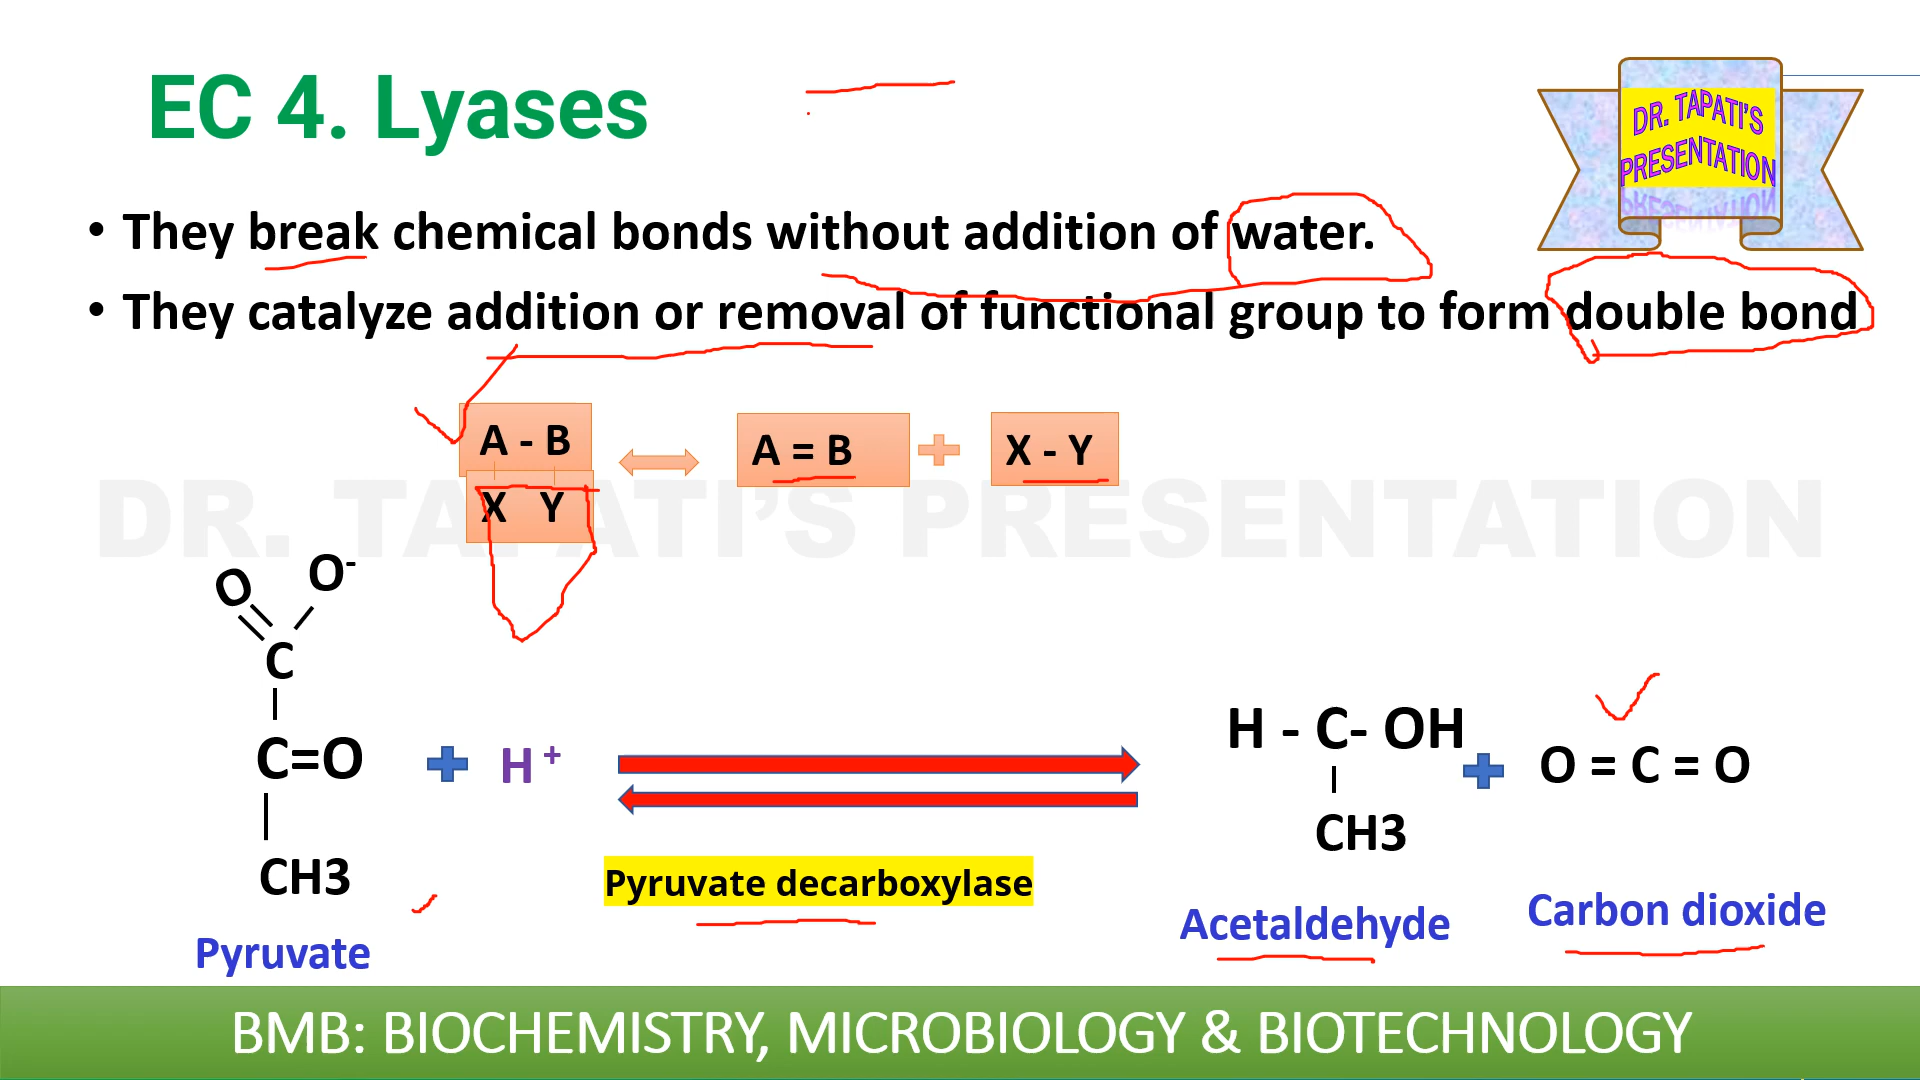 EC 4. Lyases
DR. TAPATI'S
PRESENTATION
• They break chemical bonds without addition of water.
• They catalyze addition or removal of functional group to form double bond
A - B
X Y
A = B
X - Y
DR. TAPATI'S PRESENTATION
O O-
C
C=O
CH3
Pyruvate
H +
Pyruvate decarboxylase
H - C- OH
CH3
Acetaldehyde
O = C = O
Carbon dioxide
BMB: BIOCHEMISTRY, MICROBIOLOGY & BIOTECHNOLOGY